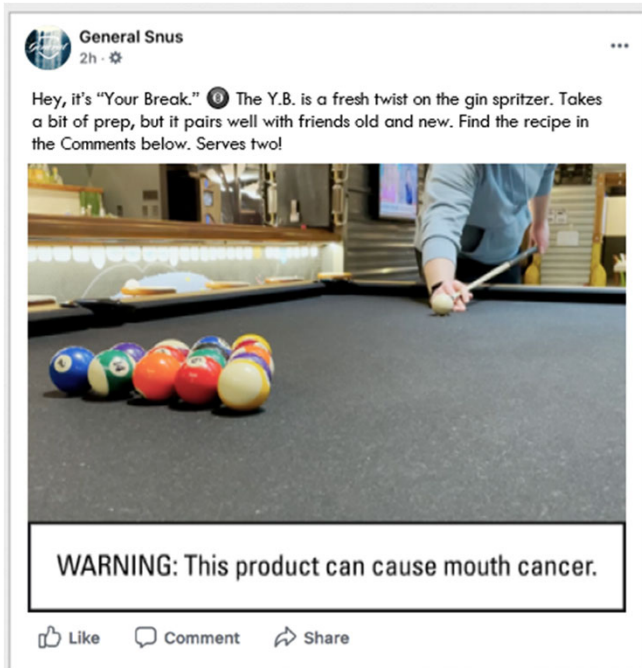 General Snus
2h ·
Hey, it's "Your Break." 🎱 The Y.B. is a fresh twist on the gin spritzer. Takes
a bit of prep, but it pairs well with friends old and new. Find the recipe in
the Comments below. Serves two!
WARNING: This product can cause mouth cancer.
Like Comment Share